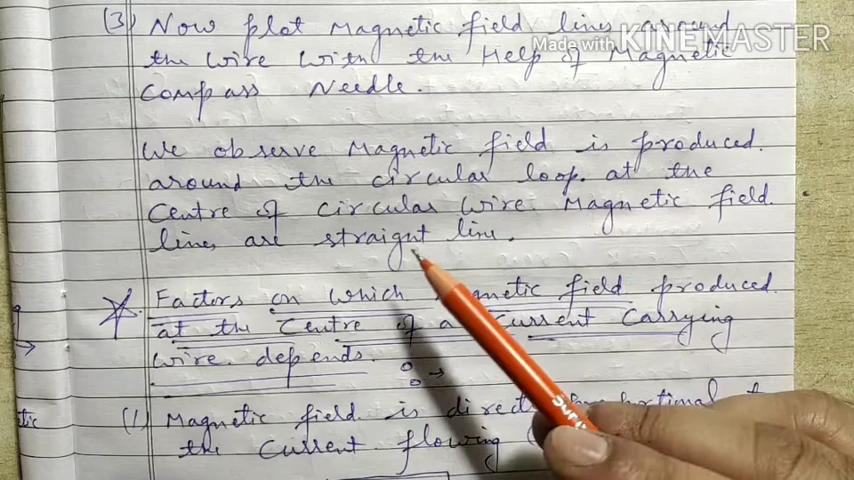 Made with KINEMASTER
(3) Now plot Magnetic field lines around
the wire with the Help of Magnetic
Compass Needle.
We observe Magnetic field is produced.
around the circular loop. at the
Centre of circular wire Magnetic field.
lines are straight line.
Factors on which magnetic field produced
at the Centre of a Current Carrying
wire depends.
(1) Magnetic field is directly
the Current flowing